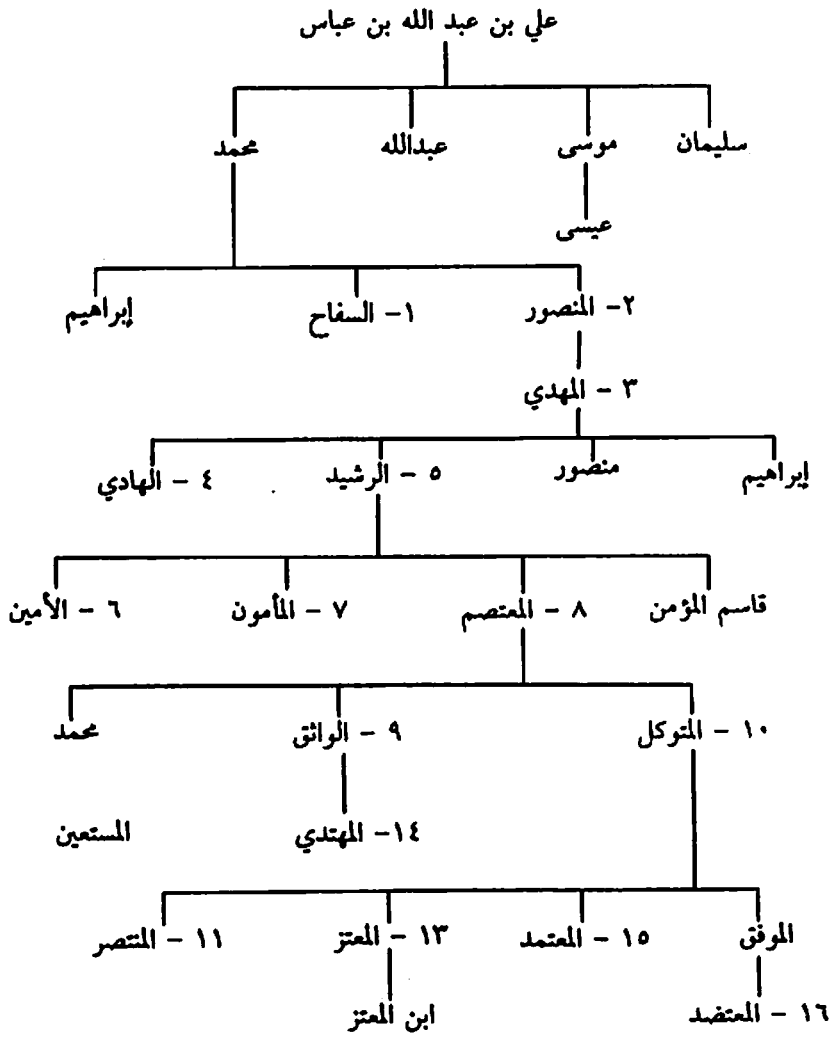 علي بن عبد الله بن عباس
سليمان موسى عبدالله محمد
عيسى
٢- المنصور ١- السفاح إبراهيم
٣ - المهدي
إبراهيم منصور ٥ - الرشيد ٤ - الهادي
قاسم المؤمن ٨ - المعتصم ٧ - المأمون ٦ - الأمين
١٠ - المتوكل ٩ - الواثق محمد
١٤- المهتدي المستعين
الموفق ١٥ - المعتمد ١٣ - المعتز ١١ - المنتصر
١٦ - المعتضد ابن المعتز